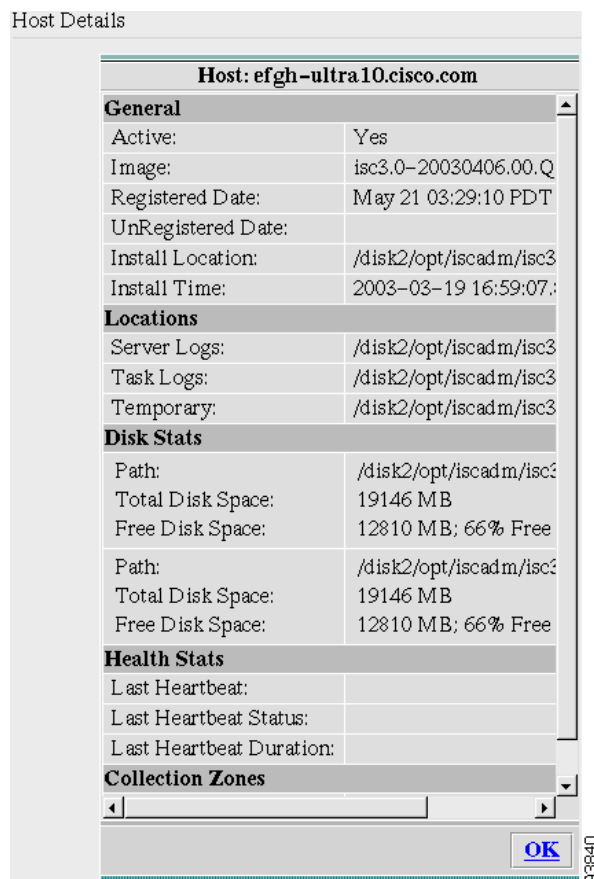 Host Details
Host: efgh-ultra10.cisco.com
General
Active: Yes
Image: isc3.0-20030406.00.Q
Registered Date: May 21 03:29:10 PDT
UnRegistered Date:
Install Location: /disk2/opt/iscadm/isc3
Install Time: 2003-03-19 16:59:07.
Locations
Server Logs: /disk2/opt/iscadm/isc3
Task Logs: /disk2/opt/iscadm/isc3
Temporary: /disk2/opt/iscadm/isc3
Disk Stats
Path: /disk2/opt/iscadm/isc3
Total Disk Space: 19146 MB
Free Disk Space: 12810 MB; 66% Free
Path: /disk2/opt/iscadm/isc3
Total Disk Space: 19146 MB
Free Disk Space: 12810 MB; 66% Free
Health Stats
Last Heartbeat:
Last Heartbeat Status:
Last Heartbeat Duration:
Collection Zones
OK
93840